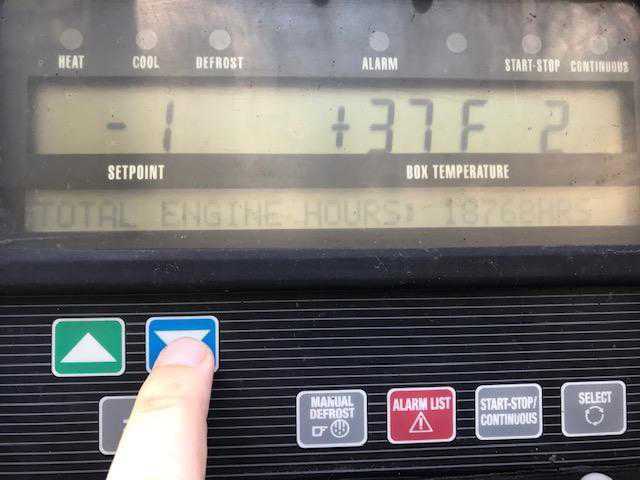 HEAT COOL DEFROST ALARM START-STOP CONTINUOUS
-1 +37F 2
SETPOINT BOX TEMPERATURE
TOTAL ENGINE HOURS: 18768HRS
MANUAL DEFROST
ALARM LIST
START-STOP/
CONTINUOUS
SELECT